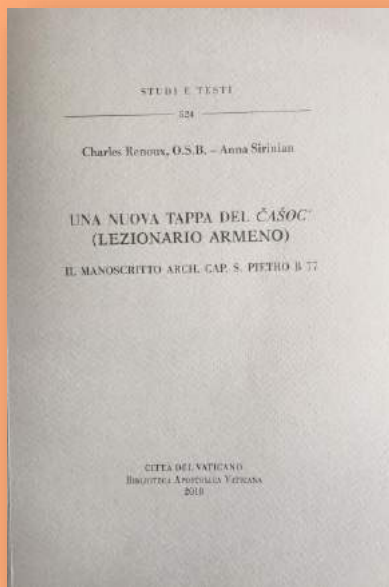 STUDI E TESTI
524
Charles Renoux, O.S.B. – Anna Sirinian
UNA NUOVA TAPPA DEL ČAŠOC‘
(LEZIONARIO ARMENO)
IL MANOSCRITTO ARCH. CAP. S. PIETRO B 77
CITTÀ DEL VATICANO
BIBLIOTECA APOSTOLICA VATICANA
2018